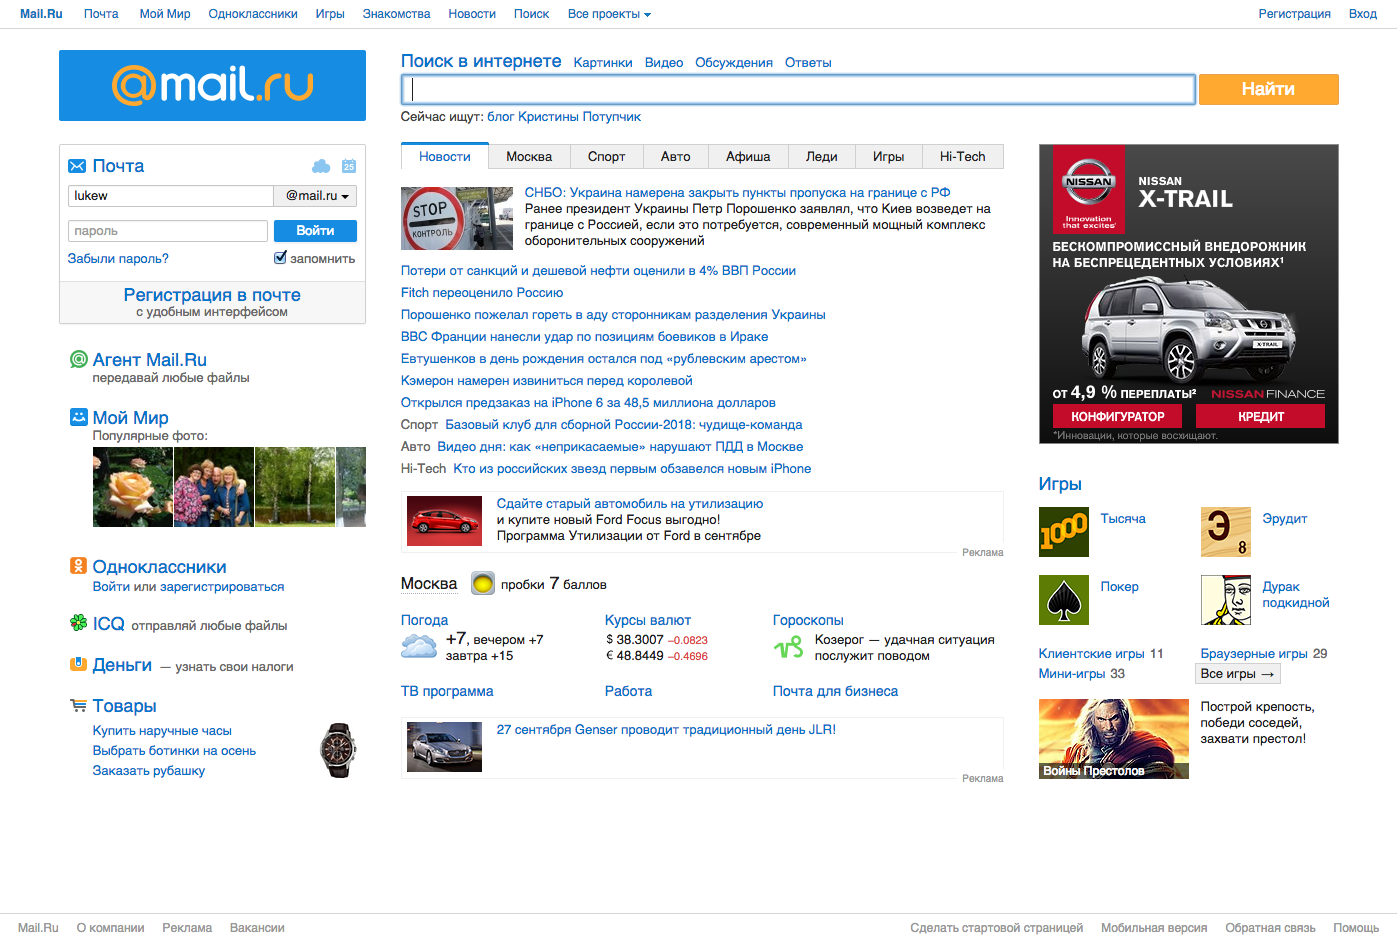 Mail.Ru Почта Мой Мир Одноклассники Игры Знакомства Новости Поиск Все проекты Регистрация Вход
@mail.ru
Поиск в интернете Картинки Видео Обсуждения Ответы
Найти
Сейчас ищут: блог Кристины Потупчик
Почта
25
lukew @mail.ru
пароль Войти
Забыли пароль? запомнить
Регистрация в почте
с удобным интерфейсом
Агент Mail.Ru
передавай любые файлы
Мой Мир
Популярные фото:
Одноклассники
Войти или зарегистрироваться
ICQ отправляй любые файлы
Деньги — узнать свои налоги
Товары
Купить наручные часы
Выбрать ботинки на осень
Заказать рубашку
Новости Москва Спорт Авто Афиша Леди Игры Hi-Tech
STOP
КОНТРОЛЬ
СНБО: Украина намерена закрыть пункты пропуска на границе с РФ
Ранее президент Украины Петр Порошенко заявлял, что Киев возведет на
границе с Россией, если это потребуется, современный мощный комплекс
оборонительных сооружений
Потери от санкций и дешевой нефти оценили в 4% ВВП России
Fitch переоценило Россию
Порошенко пожелал гореть в аду сторонникам разделения Украины
ВВС Франции нанесли удар по позициям боевиков в Ираке
Евтушенков в день рождения остался под «рублевским арестом»
Кэмерон намерен извиниться перед королевой
Открылся предзаказ на iPhone 6 за 48,5 миллиона долларов
Спорт Базовый клуб для сборной России-2018: чудище-команда
Авто Видео дня: как «неприкасаемые» нарушают ПДД в Москве
Hi-Tech Кто из российских звезд первым обзавелся новым iPhone
Сдайте старый автомобиль на утилизацию
и купите новый Ford Focus выгодно!
Программа Утилизации от Ford в сентябре
Реклама
Москва пробки 7 баллов
Погода
+7, вечером +7
завтра +15
Курсы валют
$ 38.3007 −0.0823
€ 48.8449 −0.4696
Гороскопы
Козерог — удачная ситуация
послужит поводом
ТВ программа Работа Почта для бизнеса
27 сентября Genser проводит традиционный день JLR!
Реклама
NISSAN
Innovation
that excites*
NISSAN
X-TRAIL
БЕСКОМПРОМИССНЫЙ ВНЕДОРОЖНИК
НА БЕСПРЕЦЕДЕНТНЫХ УСЛОВИЯХ¹
X-TRAIL
ОТ 4,9 % ПЕРЕПЛАТЫ² NISSAN FINANCE
КОНФИГУРАТОР КРЕДИТ
*Инновации, которые восхищают.
Игры
1000 Тысяча
Э 8 Эрудит
Покер
Дурак
подкидной
Клиентские игры 11 Браузерные игры 29
Мини-игры 33 Все игры →
Войны Престолов
Построй крепость,
победи соседей,
захвати престол!
Mail.Ru О компании Реклама Вакансии Сделать стартовой страницей Мобильная версия Обратная связь Помощь